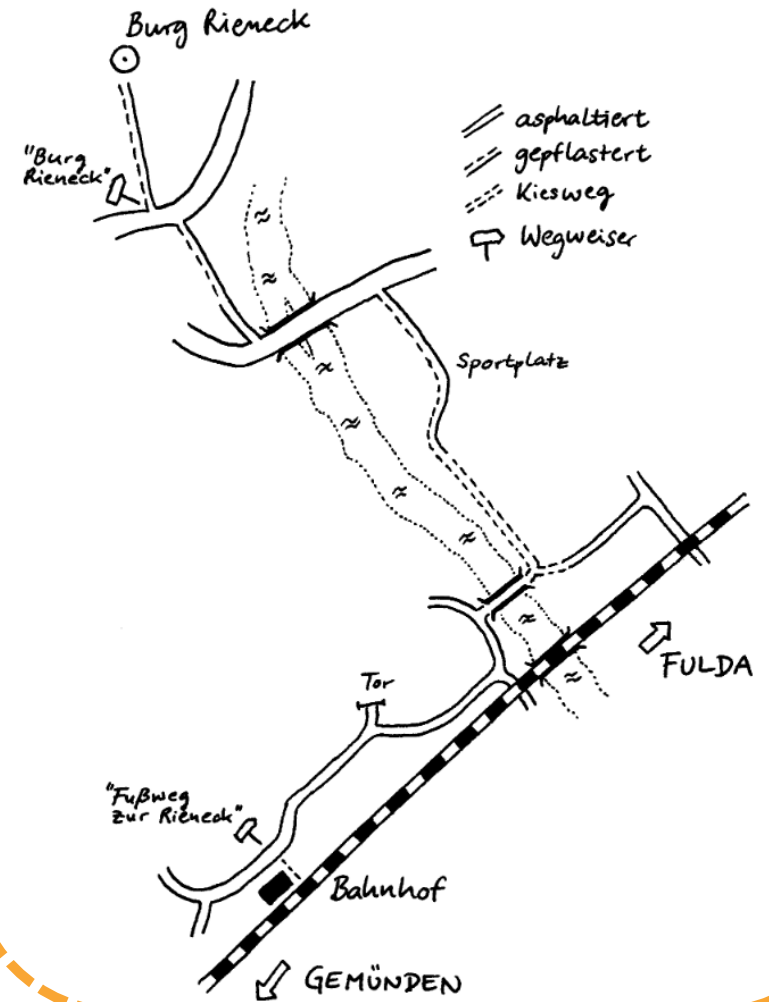 Burg Rieneck
"Burg
Rieneck"
asphaltiert
gepflastert
Kiesweg
Wegweiser
Sportplatz
FULDA
Tor
"Fußweg
zur Rieneck"
Bahnhof
GEMÜNDEN